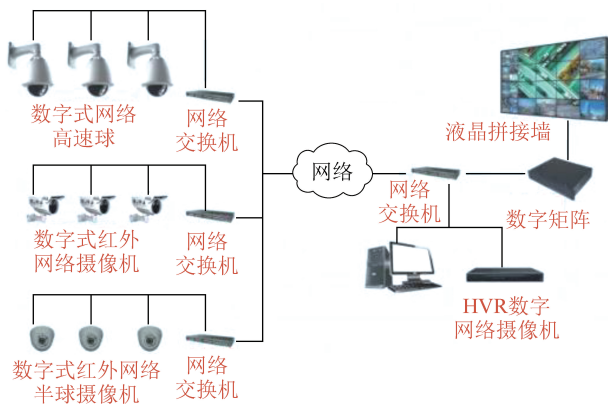 数字式网络
高速球
网络
交换机
数字式红外
网络摄像机
网络
交换机
数字式红外网络
半球摄像机
网络
交换机
网络
网络
交换机
液晶拼接墙
数字矩阵
HVR数字
网络摄像机